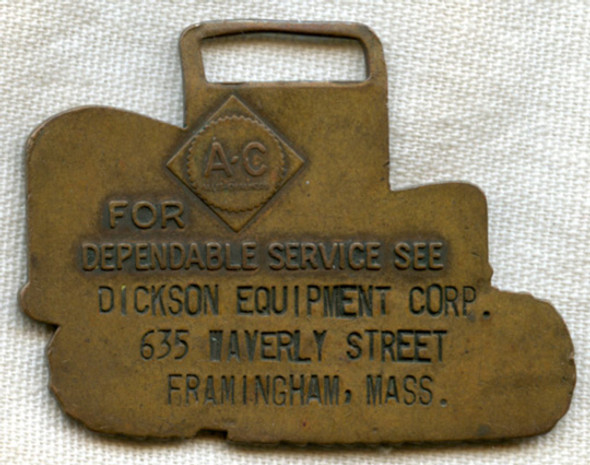 A-C
FOR
DEPENDABLE SERVICE SEE
DICKSON EQUIPMENT CORP.
635 WAVERLY STREET
FRAMINGHAM, MASS.